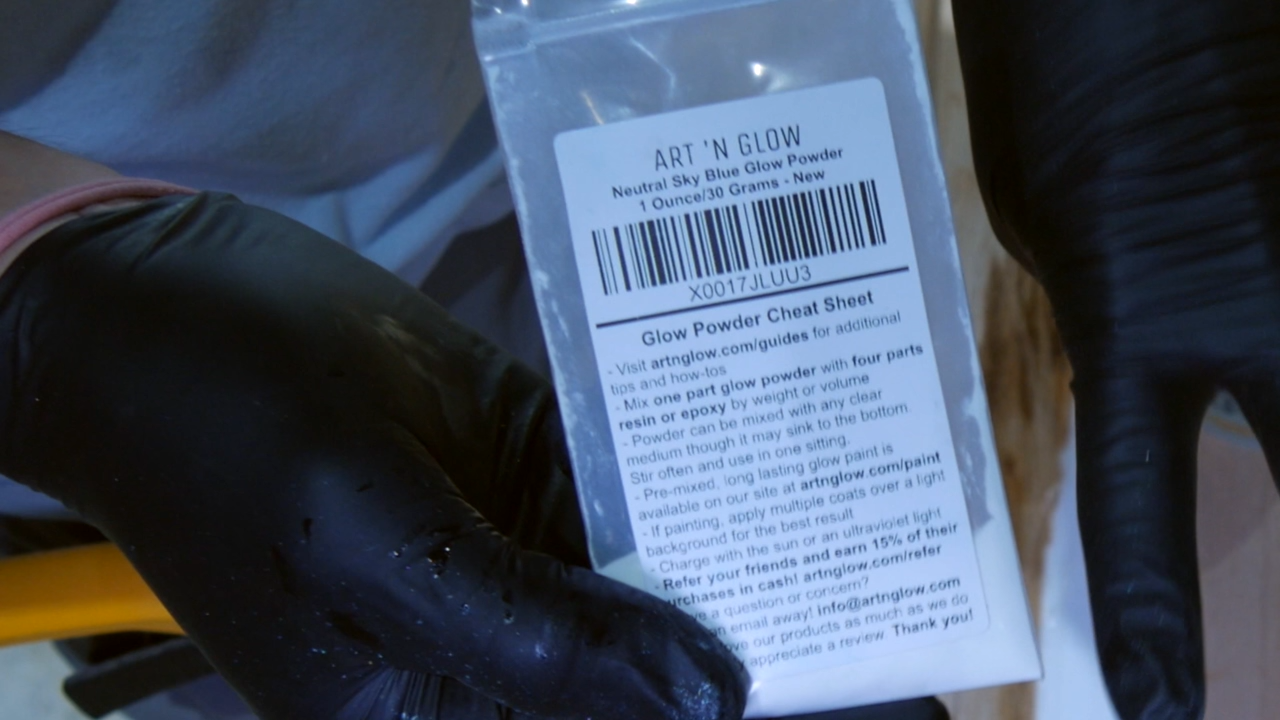 ART 'N GLOW
Neutral Sky Blue Glow Powder
1 Ounce/30 Grams - New
X0017JLUU3
Glow Powder Cheat Sheet
- Visit artnglow.com/guides for additional
tips and how-tos
- Mix one part glow powder with four parts
resin or epoxy by weight or volume
- Powder can be mixed with any clear
medium though it may sink to the bottom.
Stir often and use in one sitting.
- Pre-mixed, long lasting glow paint is
available on our site at artnglow.com/paint
- If painting, apply multiple coats over a light
background for the best result
- Charge with the sun or an ultraviolet light
- Refer your friends and earn 15% of their
purchases in cash! artnglow.com/refer
a question or concern?
email away! info@artnglow.com
our products as much as we do
appreciate a review. Thank you!